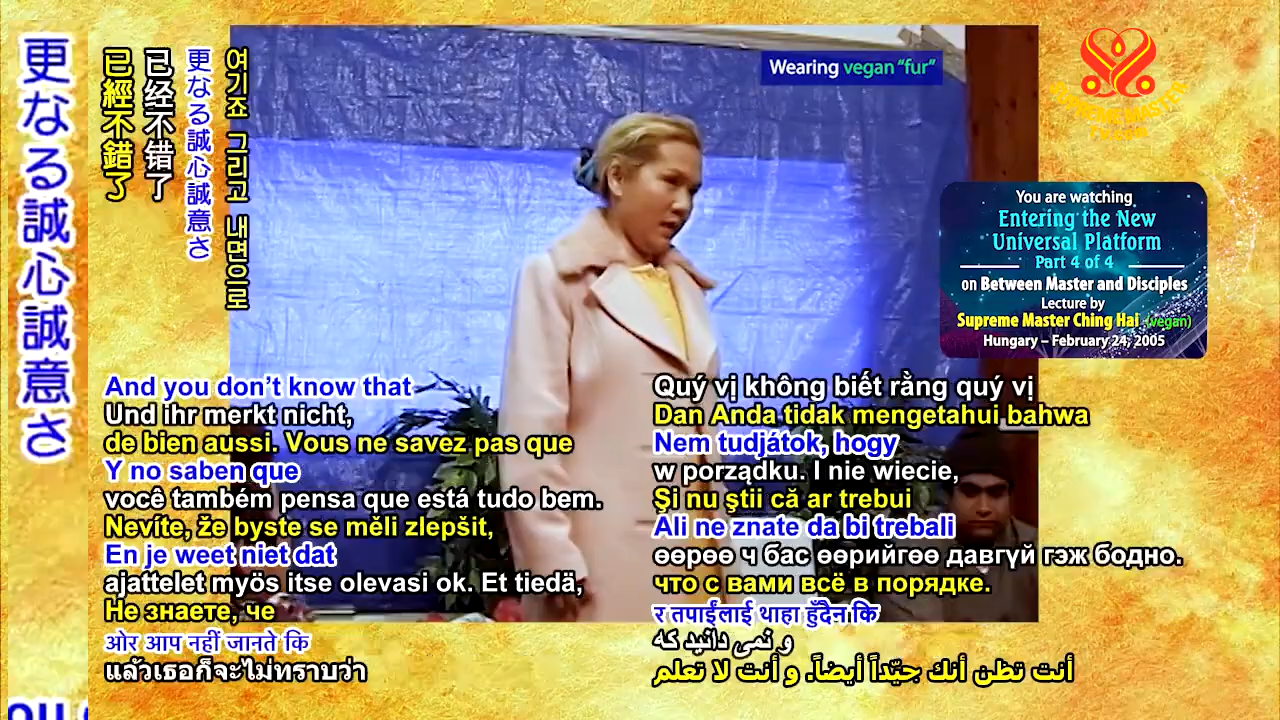 更なる誠心誠意さ
已經不錯了
已经不错了
更なる誠心誠意さ
여기죠 그리고 내면으로
Wearing vegan “fur”
SUPREME MASTER
TV.COM
You are watching
Entering the New
Universal Platform
Part 4 of 4
on Between Master and Disciples
Lecture by
Supreme Master Ching Hai (vegan)
Hungary – February 24, 2005
And you don’t know that
Und ihr merkt nicht,
de bien aussi. Vous ne savez pas que
Y no saben que
você também pensa que está tudo bem.
Nevíte, že byste se měli zlepšit,
En je weet niet dat
ajattelet myös itse olevasi ok. Et tiedä,
Не знаете, че
ओर आप नहीं जानते कि
แล้วเธอก็จะไม่ทราบว่า
Quý vị không biết rằng quý vị
Dan Anda tidak mengetahui bahwa
Nem tudjátok, hogy
w porządku. I nie wiecie,
Şi nu ştii că ar trebui
Ali ne znate da bi trebali
өөрөө ч бас өөрийгөө давгүй гэж бодно.
что с вами всё в порядке.
र तपाईंलाई थाहा हुँदैन कि
و نمی دانید که
أنت تظن أنك جيّداً أيضاً. و أنت لا تعلم